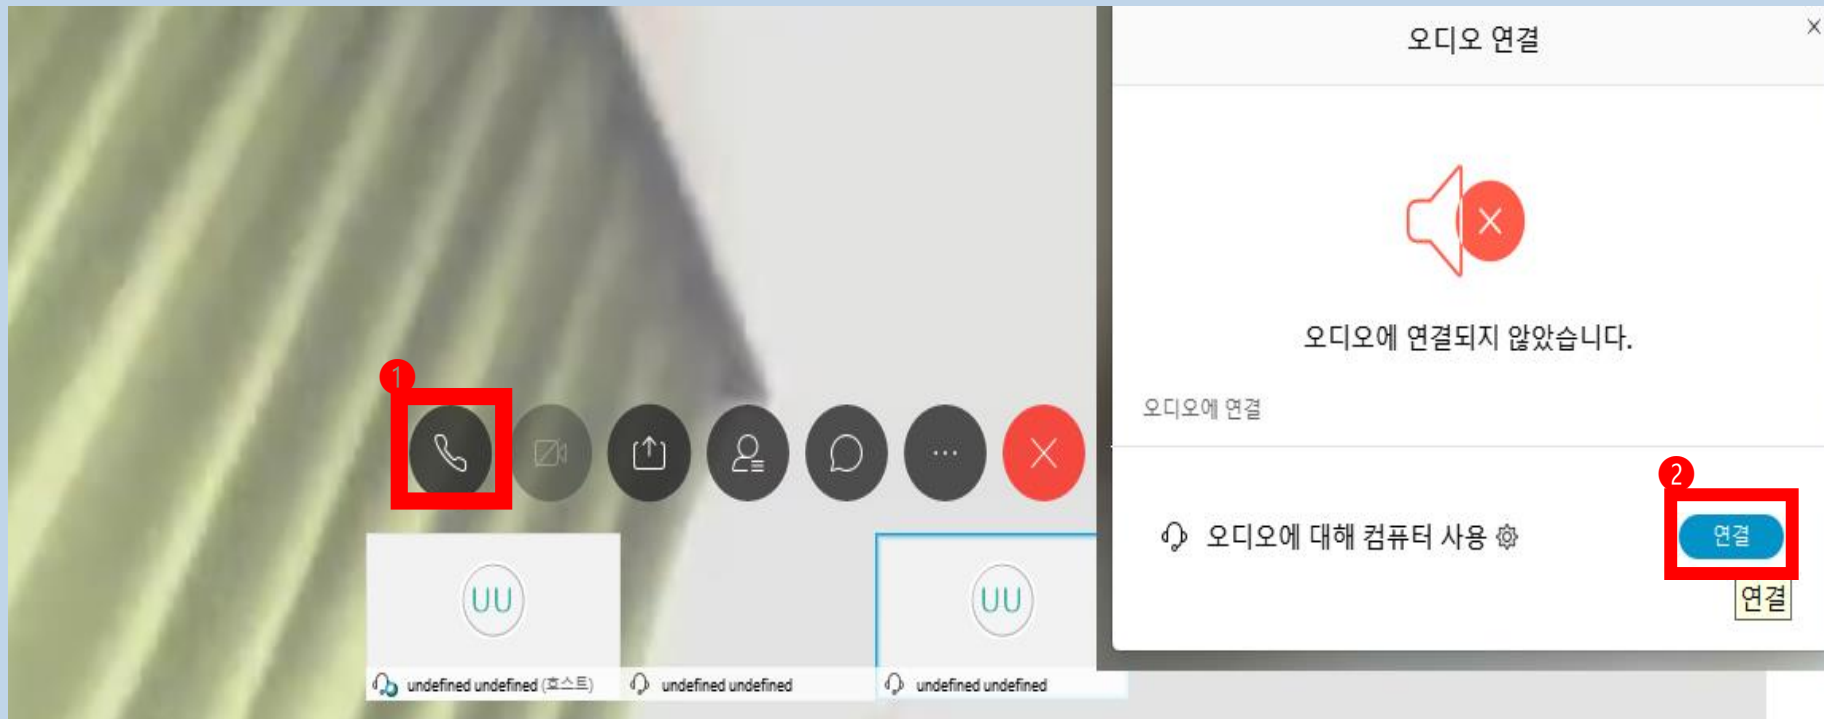 오디오 연결
오디오에 연결되지 않았습니다.
1
오디오에 연결
2
오디오에 대해 컴퓨터 사용
연결
연결
UU
UU
undefined undefined (호스트)
undefined undefined
undefined undefined